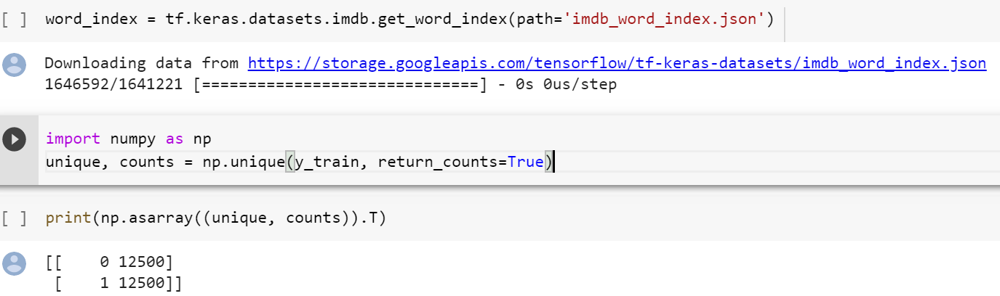 [ ] word_index = tf.keras.datasets.imdb.get_word_index(path='imdb_word_index.json')
Downloading data from https://storage.googleapis.com/tensorflow/tf-keras-datasets/imdb_word_index.json
1646592/1641221 [==============================] - 0s 0us/step
import numpy as np
unique, counts = np.unique(y_train, return_counts=True)
[ ] print(np.asarray((unique, counts)).T)
[[    0 12500]
 [    1 12500]]